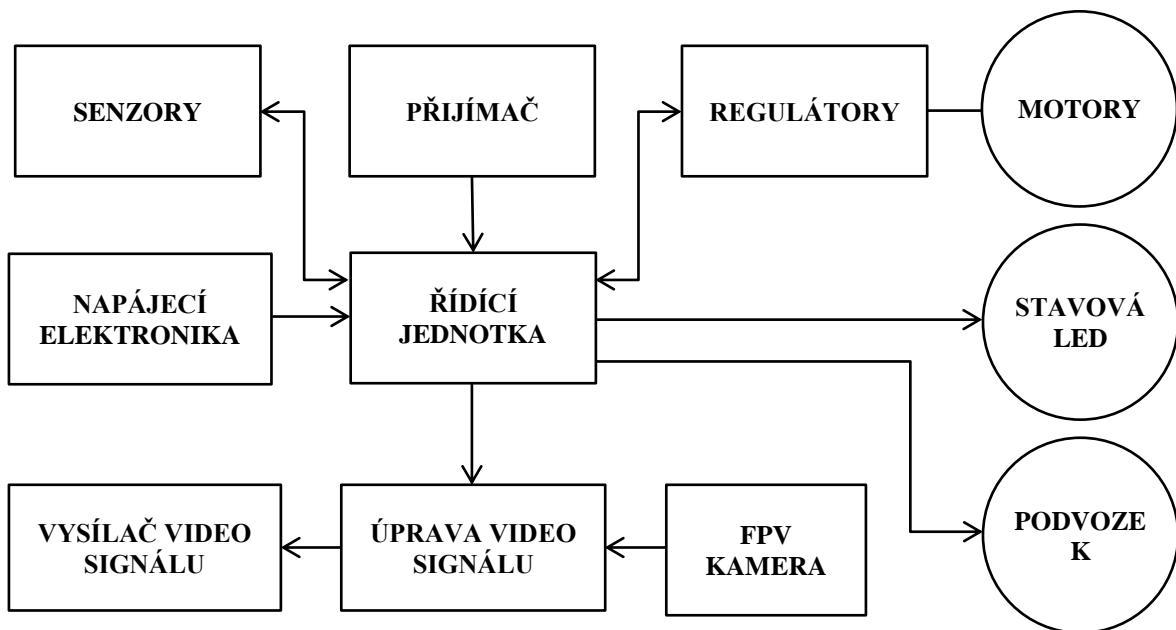 SENZORY
PŘIJÍMAČ
REGULÁTORY
MOTORY
NAPÁJECÍ
ELEKTRONIKA
ŘÍDÍCÍ
JEDNOTKA
STAVOVÁ
LED
VYSÍLAČ VIDEO
SIGNÁLU
ÚPRAVA VIDEO
SIGNÁLU
FPV
KAMERA
PODVOZE
K